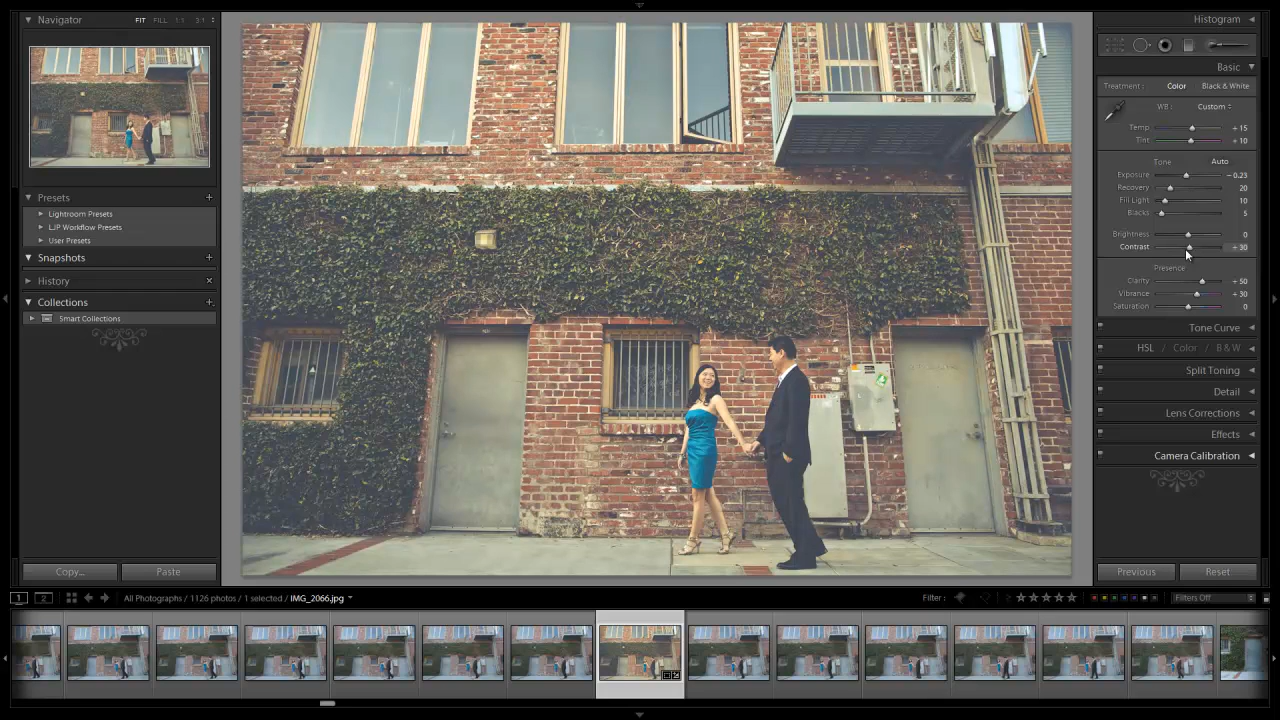 Navigator FIT FILL 1:1 3:1
Histogram
Basic
Treatment : Color Black & White
WB : Custom
Temp + 15
Tint + 10
Tone Auto
Exposure - 0.23
Recovery 20
Fill Light 10
Blacks 5
Brightness 0
Contrast + 30
Presence
Clarity + 50
Vibrance + 30
Saturation 0
Tone Curve
HSL / Color / B & W
Split Toning
Detail
Lens Corrections
Effects
Camera Calibration
Presets +
Lightroom Presets
LJP Workflow Presets
User Presets
Snapshots +
History ×
Collections +
Smart Collections
Copy... Paste
Previous Reset
1 2 All Photographs / 1126 photos / 1 selected / IMG_2066.jpg Filter : Filters Off